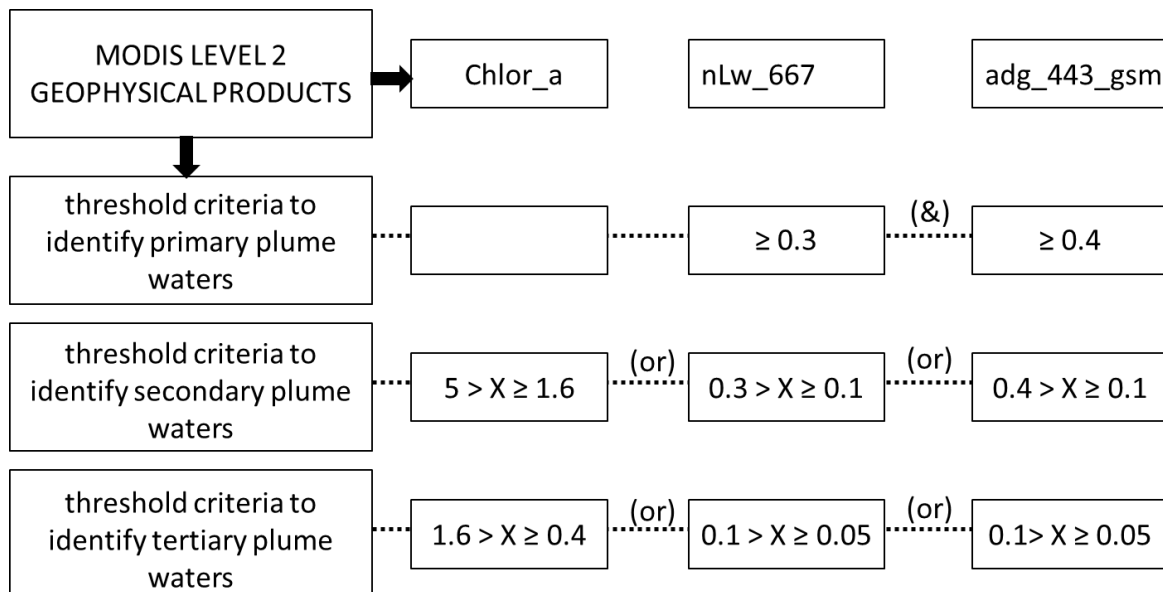 MODIS LEVEL 2
GEOPHYSICAL PRODUCTS
Chlor_a
nLw_667
adg_443_gsm
threshold criteria to
identify primary plume
waters
≥ 0.3
(&)
≥ 0.4
threshold criteria to
identify secondary plume
waters
5 > X ≥ 1.6
(or)
0.3 > X ≥ 0.1
(or)
0.4 > X ≥ 0.1
threshold criteria to
identify tertiary plume
waters
1.6 > X ≥ 0.4
(or)
0.1 > X ≥ 0.05
(or)
0.1> X ≥ 0.05